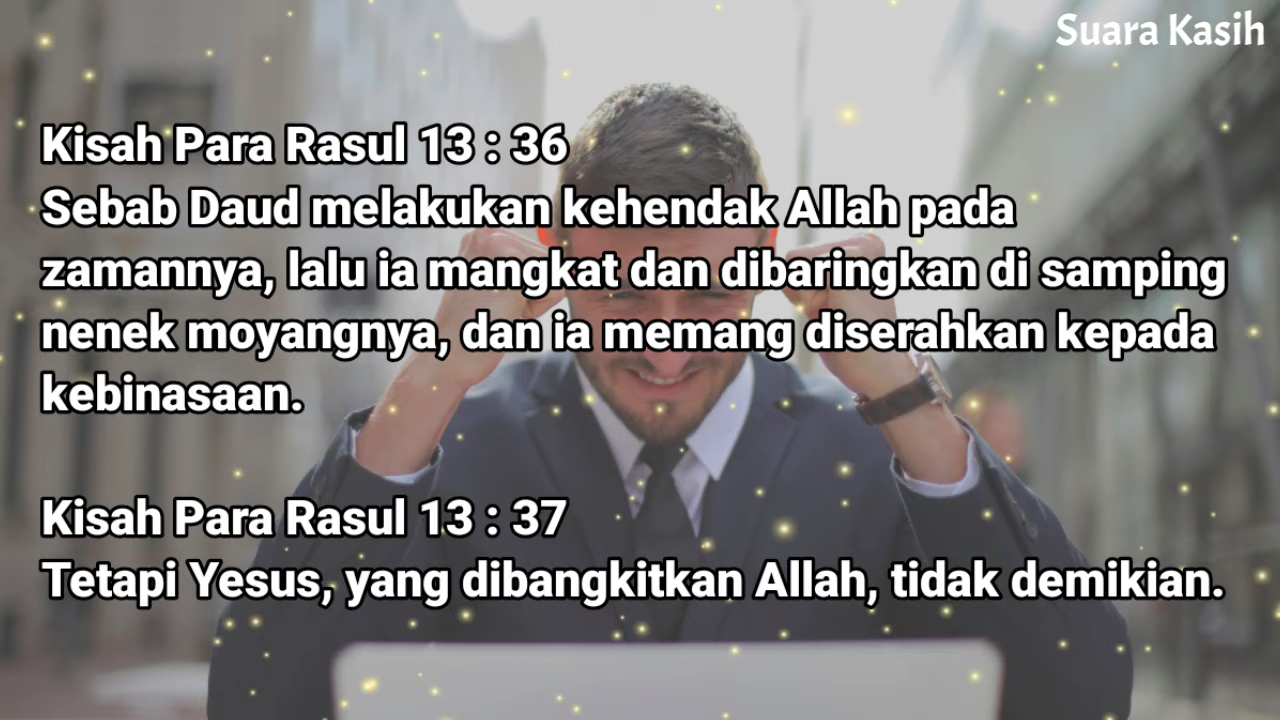 Suara Kasih
Kisah Para Rasul 13 : 36
Sebab Daud melakukan kehendak Allah pada
zamannya, lalu ia mangkat dan dibaringkan di samping
nenek moyangnya, dan ia memang diserahkan kepada
kebinasaan.
Kisah Para Rasul 13 : 37
Tetapi Yesus, yang dibangkitkan Allah, tidak demikian.